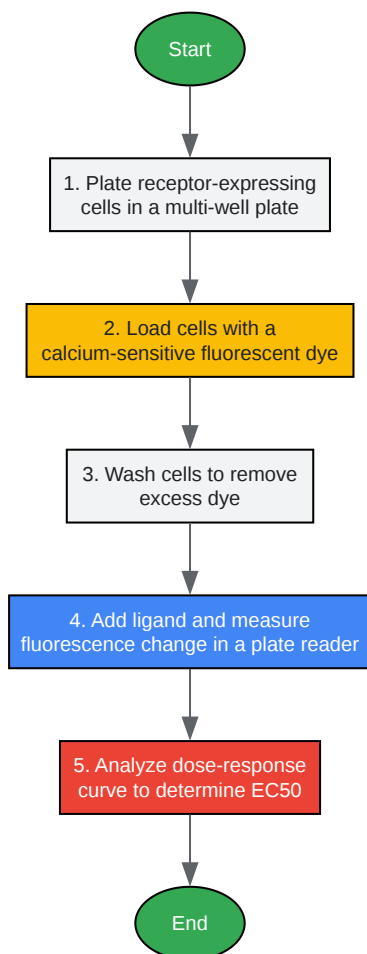 Start
1. Plate receptor-expressing
cells in a multi-well plate
2. Load cells with a
calcium-sensitive fluorescent dye
3. Wash cells to remove
excess dye
4. Add ligand and measure
fluorescence change in a plate reader
5. Analyze dose-response
curve to determine EC50
End